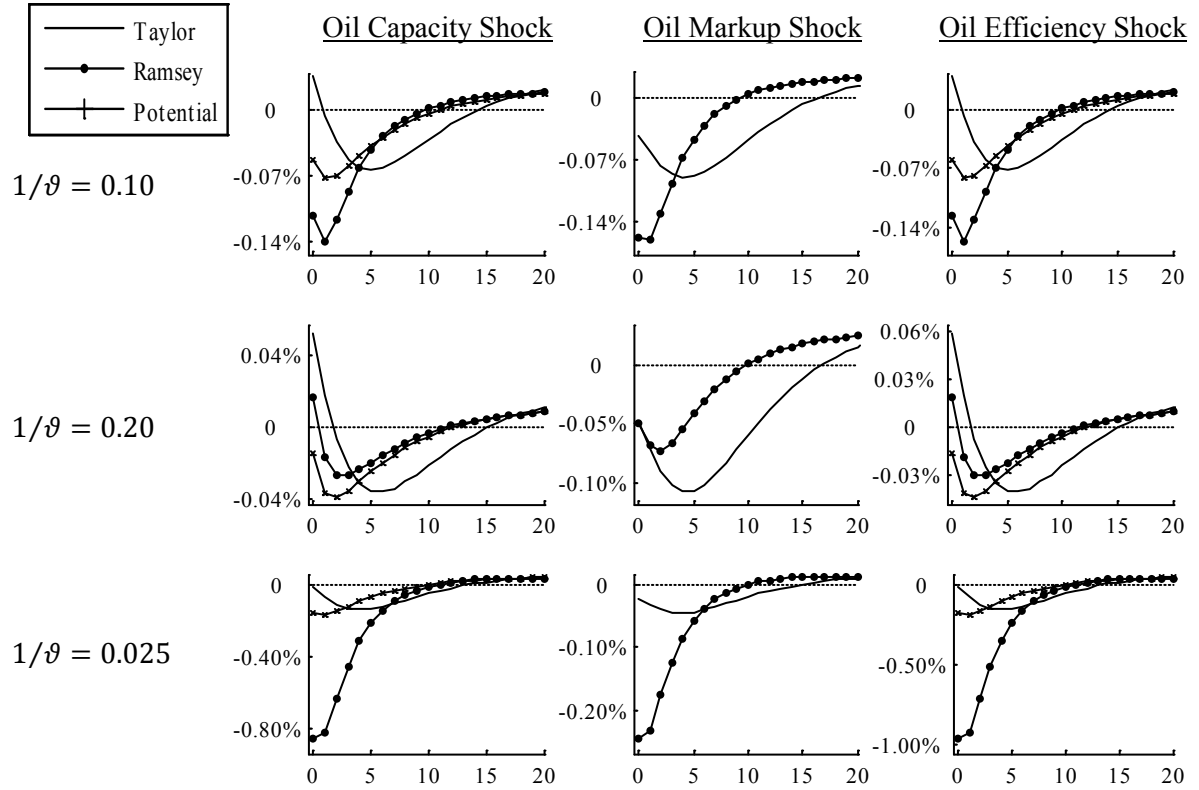 Taylor
Ramsey
Potential
Oil Capacity Shock
Oil Markup Shock
Oil Efficiency Shock
1/𝜗 = 0.10
0
-0.07%
-0.14%
0 5 10 15 20
0
-0.07%
-0.14%
0 5 10 15 20
0
-0.07%
-0.14%
0 5 10 15 20
1/𝜗 = 0.20
0.04%
0
-0.04%
0 5 10 15 20
0
-0.05%
-0.10%
0 5 10 15 20
0.06%
0.03%
0
-0.03%
0 5 10 15 20
1/𝜗 = 0.025
0
-0.40%
-0.80%
0 5 10 15 20
0
-0.10%
-0.20%
0 5 10 15 20
0
-0.50%
-1.00%
0 5 10 15 20